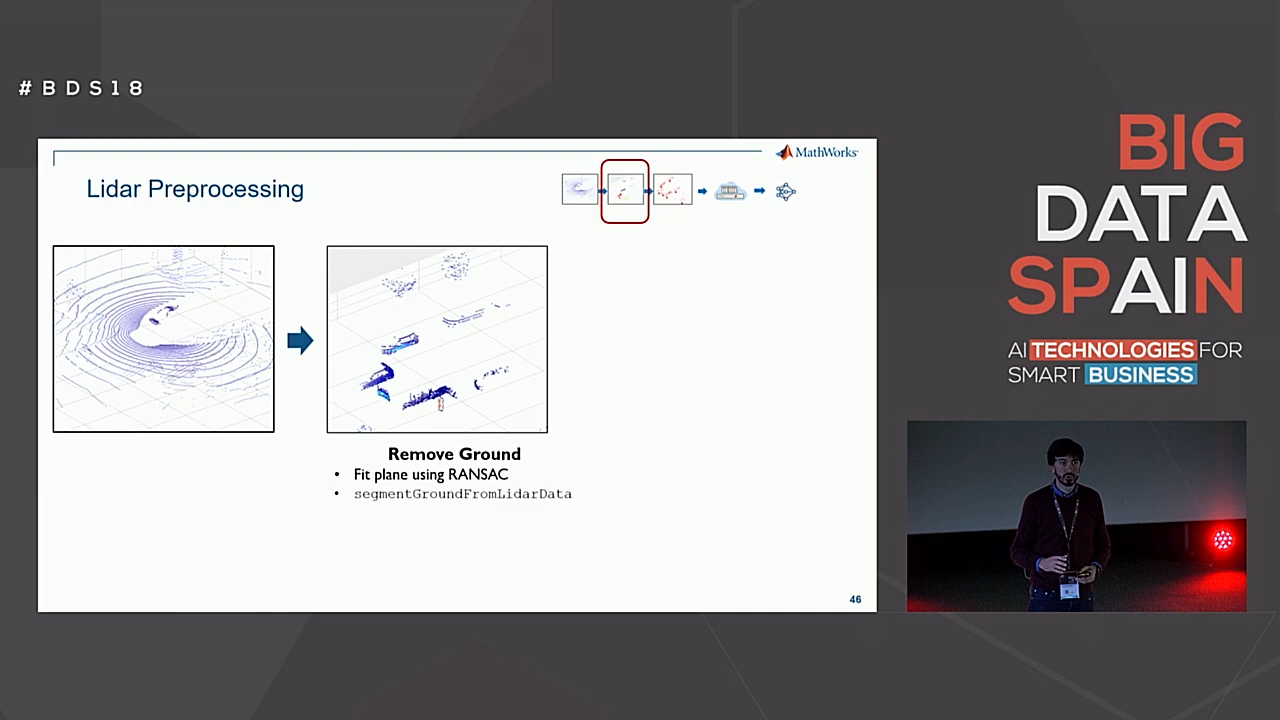 #BDS18
MathWorks
Lidar Preprocessing
Remove Ground
• Fit plane using RANSAC
• segmentGroundFromLidarData
46
BIG
DATA
SPAIN
AI TECHNOLOGIES FOR
SMART BUSINESS